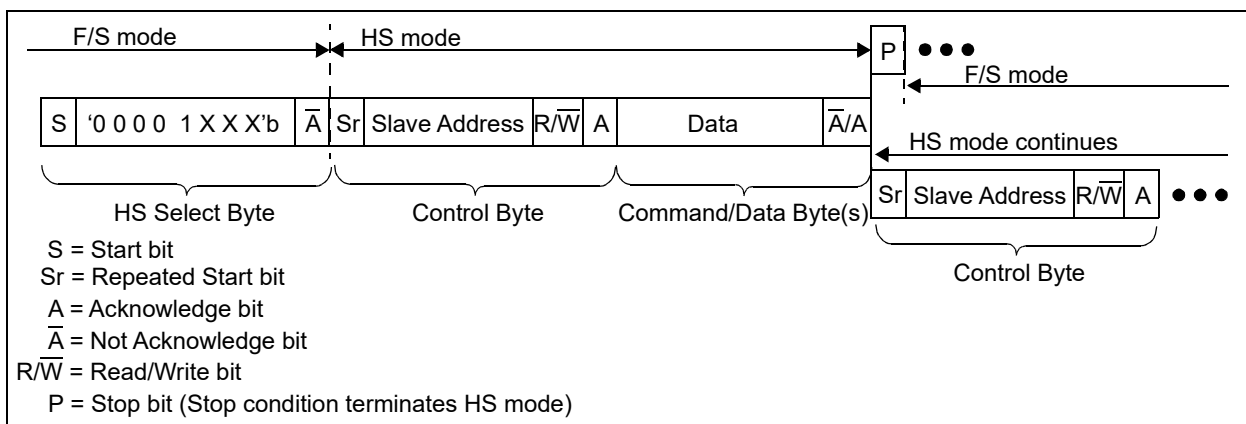 F/S mode
HS mode
P
F/S mode
S '0 0 0 0 1 X X X'b A̅ Sr Slave Address R/W̅ A Data A̅/A
HS mode continues
HS Select Byte
Control Byte
Command/Data Byte(s)
Sr Slave Address R/W̅ A
Control Byte
S = Start bit
Sr = Repeated Start bit
A = Acknowledge bit
A̅ = Not Acknowledge bit
R/W̅ = Read/Write bit
P = Stop bit (Stop condition terminates HS mode)